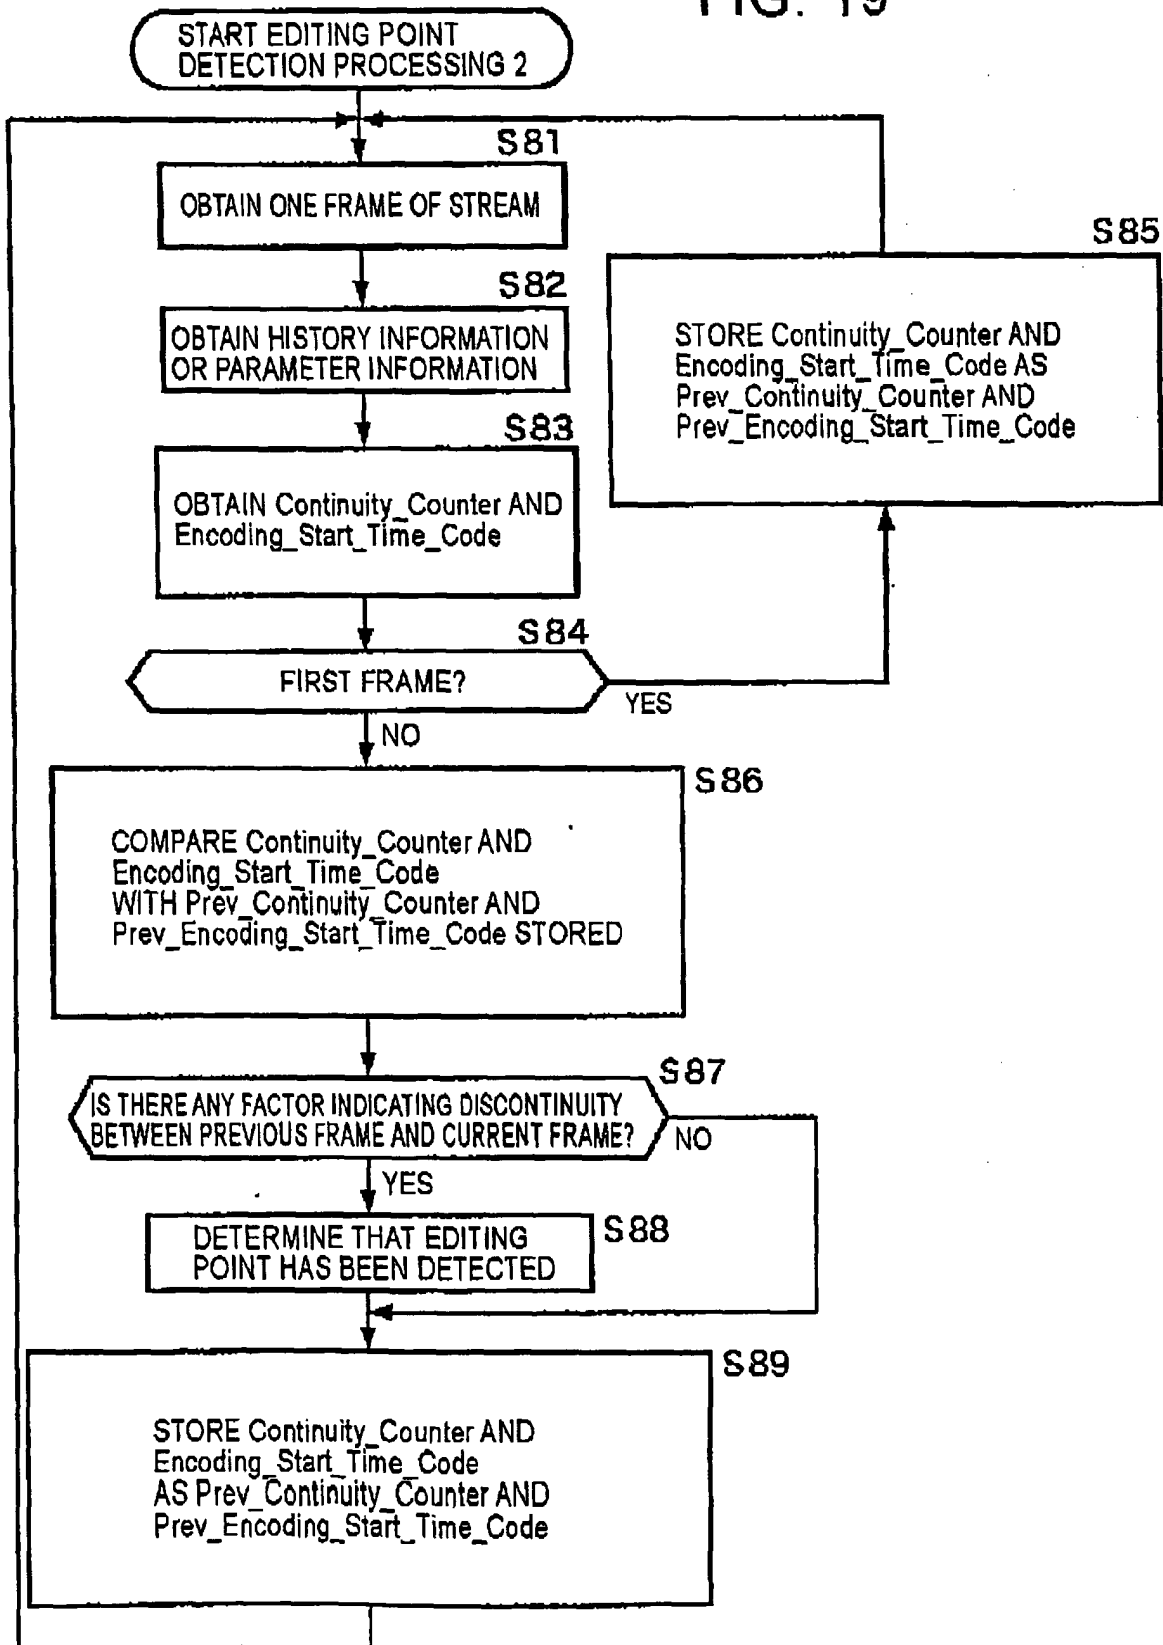 FIG. 19
START EDITING POINT
DETECTION PROCESSING 2
S81
OBTAIN ONE FRAME OF STREAM
S82
OBTAIN HISTORY INFORMATION
OR PARAMETER INFORMATION
S83
OBTAIN Continuity_Counter AND
Encoding_Start_Time_Code
S84
FIRST FRAME?
YES
NO
S85
STORE Continuity_Counter AND
Encoding_Start_Time_Code AS
Prev_Continuity_Counter AND
Prev_Encoding_Start_Time_Code
S86
COMPARE Continuity_Counter AND
Encoding_Start_Time_Code
WITH Prev_Continuity_Counter AND
Prev_Encoding_Start_Time_Code STORED
S87
IS THERE ANY FACTOR INDICATING DISCONTINUITY
BETWEEN PREVIOUS FRAME AND CURRENT FRAME?
NO
YES
S88
DETERMINE THAT EDITING
POINT HAS BEEN DETECTED
S89
STORE Continuity_Counter AND
Encoding_Start_Time_Code
AS Prev_Continuity_Counter AND
Prev_Encoding_Start_Time_Code